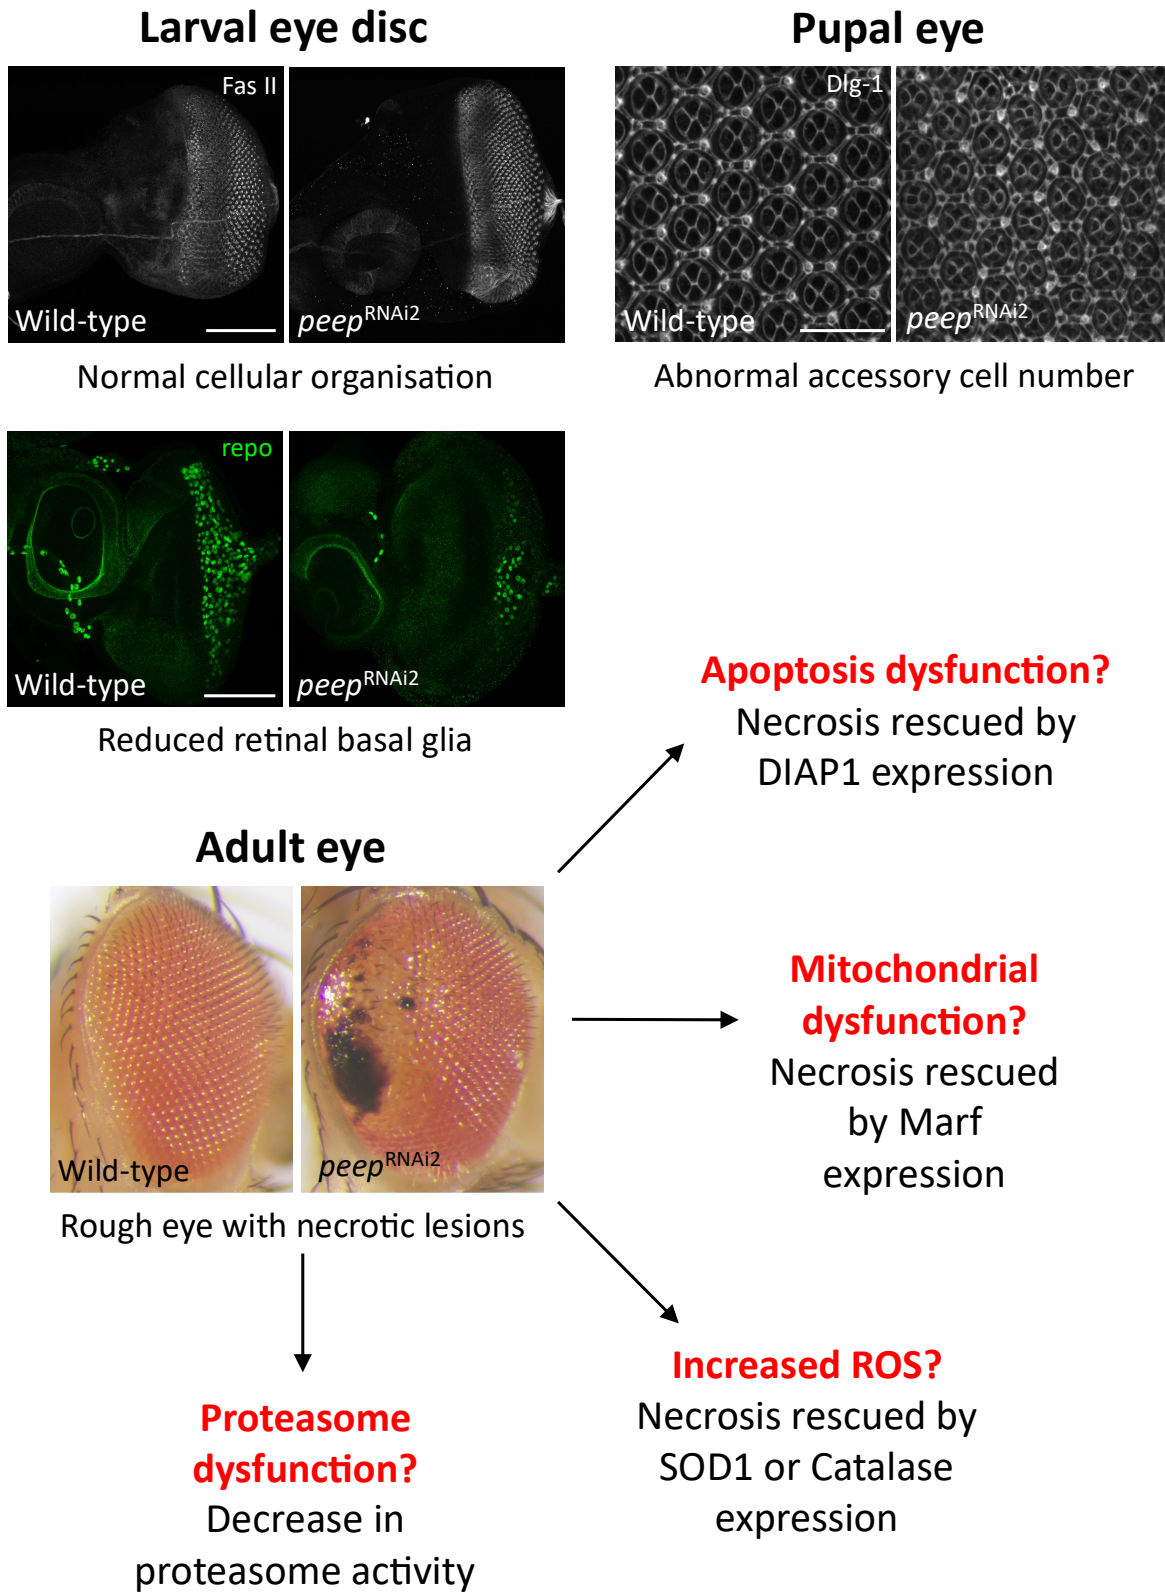 Larval eye disc
Fas II
Wild-type
peepRNAi2
Normal cellular organisation
repo
Wild-type
peepRNAi2
Reduced retinal basal glia
Pupal eye
Dlg-1
Wild-type
peepRNAi2
Abnormal accessory cell number
Adult eye
Wild-type
peepRNAi2
Rough eye with necrotic lesions
Apoptosis dysfunction?
Necrosis rescued by
DIAP1 expression
Mitochondrial
dysfunction?
Necrosis rescued
by Marf
expression
Increased ROS?
Necrosis rescued by
SOD1 or Catalase
expression
Proteasome
dysfunction?
Decrease in
proteasome activity